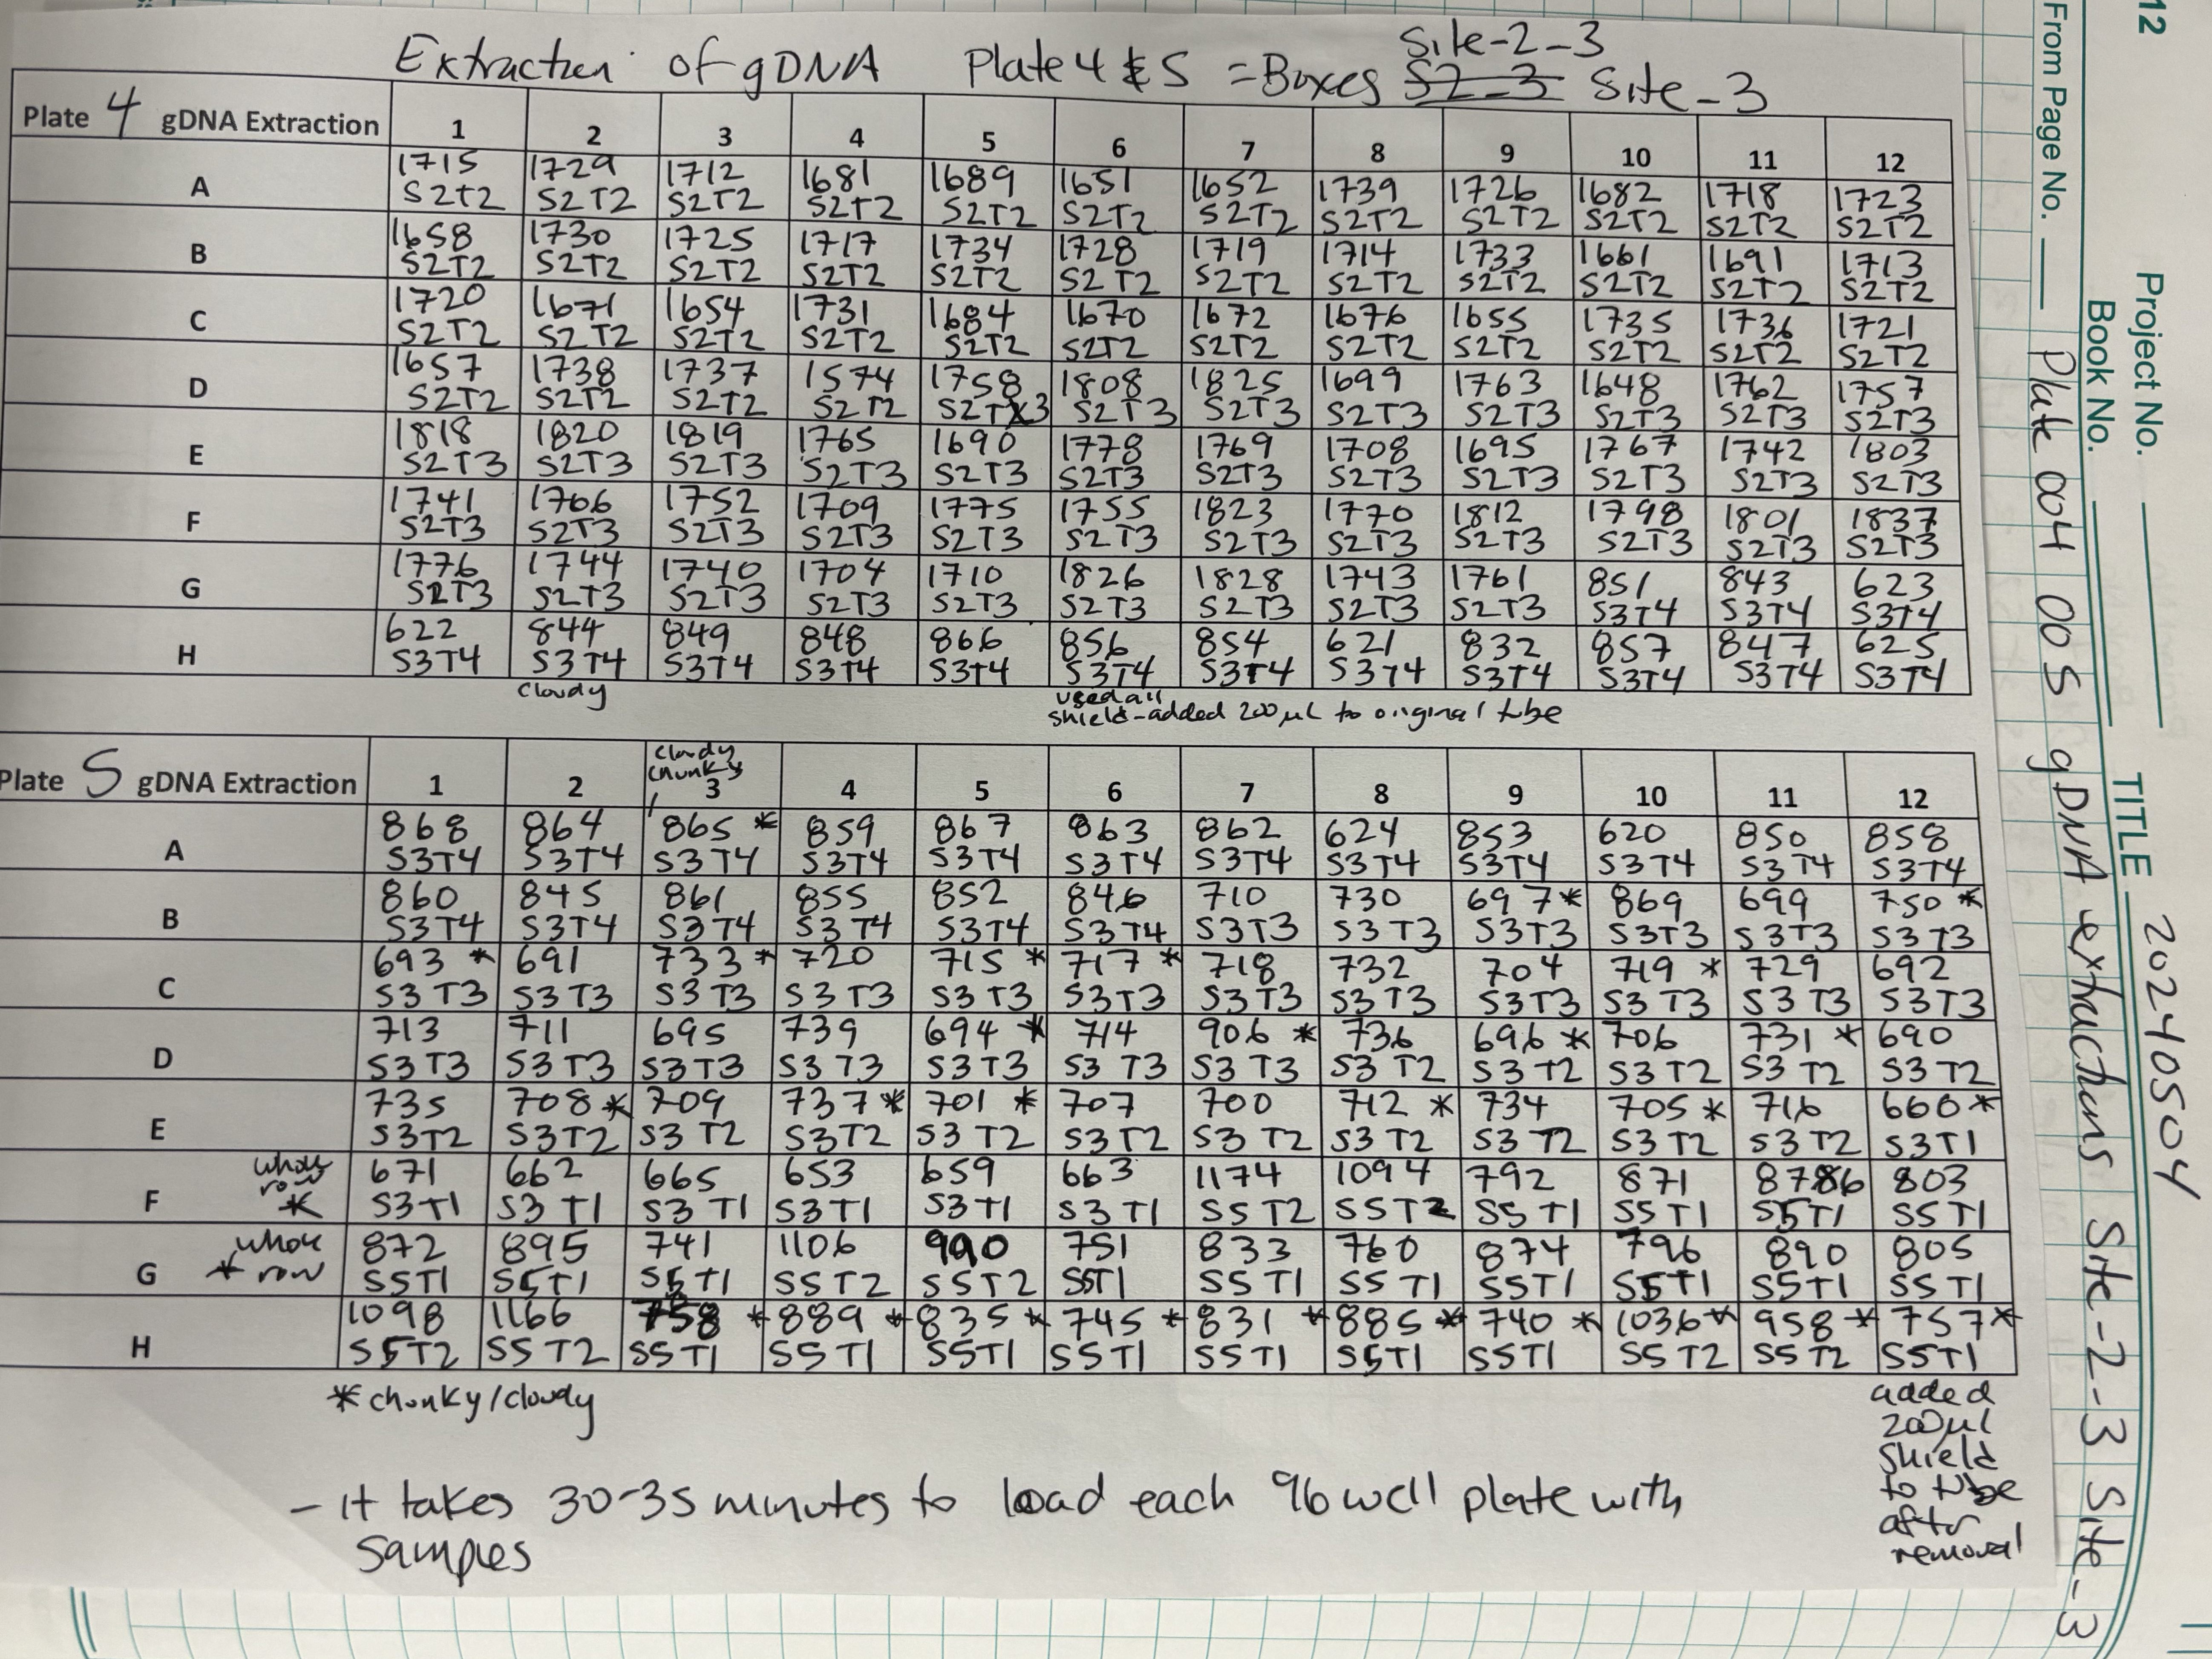 Extraction of gDNA Plate 4 & 5 = Boxes S2-3 Site-2-3 Site-3
Plate 4 gDNA Extraction 1 2 3 4 5 6 7 8 9 10 11 12
A 1715 1729 1712 1681 1689 1651 1652 1739 1726 1682 1718 1723
S2T2 S2T2 S2T2 S2T2 S2T2 S2T2 S2T2 S2T2 S2T2 S2T2 S2T2 S2T2
B 1658 1730 1725 1717 1734 1728 1719 1714 1733 1661 1691 1713
S2T2 S2T2 S2T2 S2T2 S2T2 S2T2 S2T2 S2T2 S2T2 S2T2 S2T2 S2T2
C 1720 1671 1654 1731 1684 1670 1672 1676 1655 1735 1736 1721
S2T2 S2T2 S2T2 S2T2 S2T2 S2T2 S2T2 S2T2 S2T2 S2T2 S2T2 S2T2
D 1657 1738 1737 1574 1758 1808 1825 1699 1763 1648 1762 1757
S2T2 S2T2 S2T2 S2T2 S2T3 S2T3 S2T3 S2T3 S2T3 S2T3 S2T3 S2T3
E 1818 1820 1819 1765 1690 1778 1769 1708 1695 1767 1742 1803
S2T3 S2T3 S2T3 S2T3 S2T3 S2T3 S2T3 S2T3 S2T3 S2T3 S2T3 S2T3
F 1741 1766 1752 1709 1775 1755 1823 1770 1812 1798 1801 1837
S2T3 S2T3 S2T3 S2T3 S2T3 S2T3 S2T3 S2T3 S2T3 S2T3 S2T3 S2T3
G 1776 1744 1740 1704 1710 1826 1828 1743 1761 851 843 623
S2T3 S2T3 S2T3 S2T3 S2T3 S2T3 S2T3 S2T3 S2T3 S3T4 S3T4 S3T4
H 622 844 849 848 866 856 854 621 832 857 847 625
S3T4 S3T4 S3T4 S3T4 S3T4 S3T4 S3T4 S3T4 S3T4 S3T4 S3T4 S3T4
cloudy
used all
shield-added 200 µL to original tube
cloudy
chunky
Plate 5 gDNA Extraction 1 2 3 4 5 6 7 8 9 10 11 12
A 868 864 865 * 859 867 863 862 624 853 620 850 858
S3T4 S3T4 S3T4 S3T4 S3T4 S3T4 S3T4 S3T4 S3T4 S3T4 S3T4 S3T4
B 860 845 861 855 852 846 710 730 697 * 869 699 750 *
S3T4 S3T4 S3T4 S3T4 S3T4 S3T4 S3T3 S3T3 S3T3 S3T3 S3T3 S3T3
C 693 * 691 733 * 720 715 * 717 * 718 732 704 719 * 729 692
S3T3 S3T3 S3T3 S3T3 S3T3 S3T3 S3T3 S3T3 S3T3 S3T3 S3T3 S3T3
D 713 711 695 739 694 * 714 906 * 736 696 * 706 731 * 690
S3T3 S3T3 S3T3 S3T3 S3T3 S3T3 S3T3 S3T2 S3T2 S3T2 S3T2 S3T2
E 735 708 * 709 737 * 701 * 707 700 712 * 734 705 * 716 660 *
S3T2 S3T2 S3T2 S3T2 S3T2 S3T2 S3T2 S3T2 S3T2 S3T2 S3T2 S3T1
F whole row * 671 662 665 653 659 663 1174 1094 792 871 803
S3T1 S3T1 S3T1 S3T1 S3T1 S3T1 S5T2 S5T2 S5T1 S5T1 S5T1 S5T1
G whole * row 872 895 741 1106 990 751 833 760 874 796 890 805
S5T1 S5T1 S5T1 S5T2 S5T2 S5T1 S5T1 S5T1 S5T1 S5T1 S5T1 S5T1
H 1098 1166 758 * 889 * 835 * 745 * 831 * 885 * 740 * 1036 * 958 * 757 *
S5T2 S5T2 S5T1 S5T1 S5T1 S5T1 S5T1 S5T1 S5T1 S5T2 S5T2 S5T1
* chunky/cloudy
added
200µl
shield
to tube
after
removal
- it takes 30-35 minutes to load each 96 well plate with
samples
12
Project No.
Book No.
TITLE 20240504
From Page No.
Plate 004 005 gDNA extractions Site-2-3 Site-3